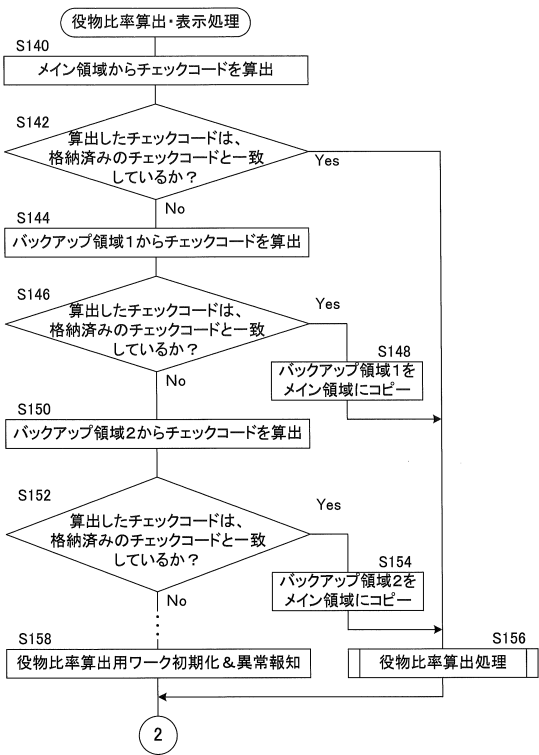 役物比率算出・表示処理
S140
メイン領域からチェックコードを算出
S142
算出したチェックコードは、
格納済みのチェックコードと一致
しているか？
Yes
No
S144
バックアップ領域1からチェックコードを算出
S146
算出したチェックコードは、
格納済みのチェックコードと一致
しているか？
Yes
No
S148
バックアップ領域1を
メイン領域にコピー
S150
バックアップ領域2からチェックコードを算出
S152
算出したチェックコードは、
格納済みのチェックコードと一致
しているか？
Yes
No
S154
バックアップ領域2を
メイン領域にコピー
S158
役物比率算出用ワーク初期化＆異常報知
S156
役物比率算出処理
2